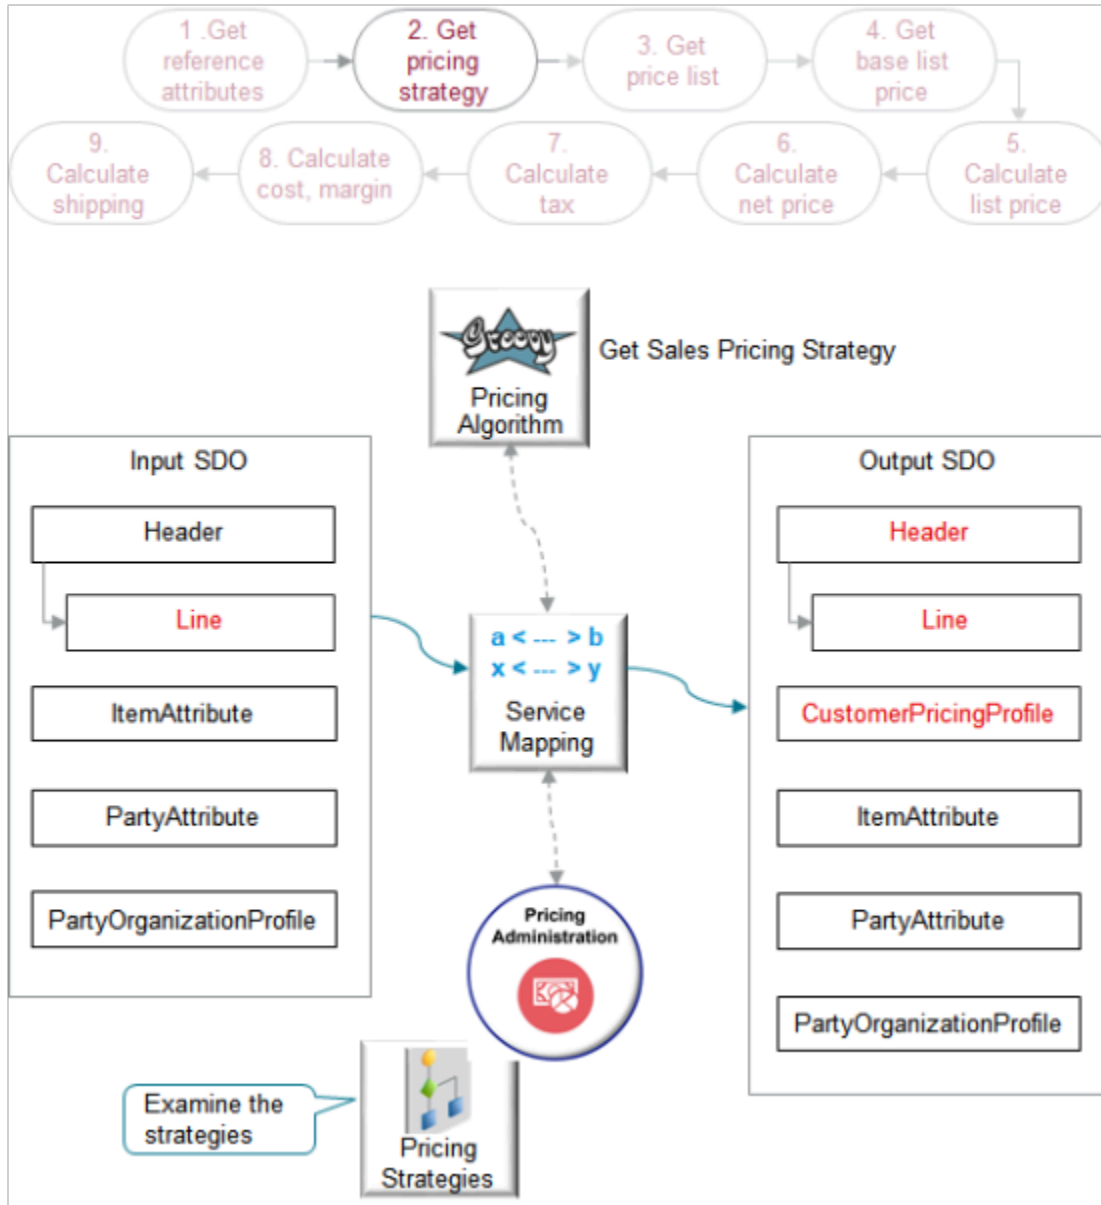 1 .Get
reference
attributes
2. Get
pricing
strategy
3. Get
price list
4. Get
base list
price
9.
Calculate
shipping
8. Calculate
cost, margin
7.
Calculate
tax
6.
Calculate
net price
5.
Calculate
list price
Groovy
Pricing
Algorithm
Get Sales Pricing Strategy
Input SDO
Header
Line
ItemAttribute
PartyAttribute
PartyOrganizationProfile
a < --- > b
x < --- > y
Service
Mapping
Output SDO
Header
Line
CustomerPricingProfile
ItemAttribute
PartyAttribute
PartyOrganizationProfile
Pricing
Administration
Examine the
strategies
Pricing
Strategies